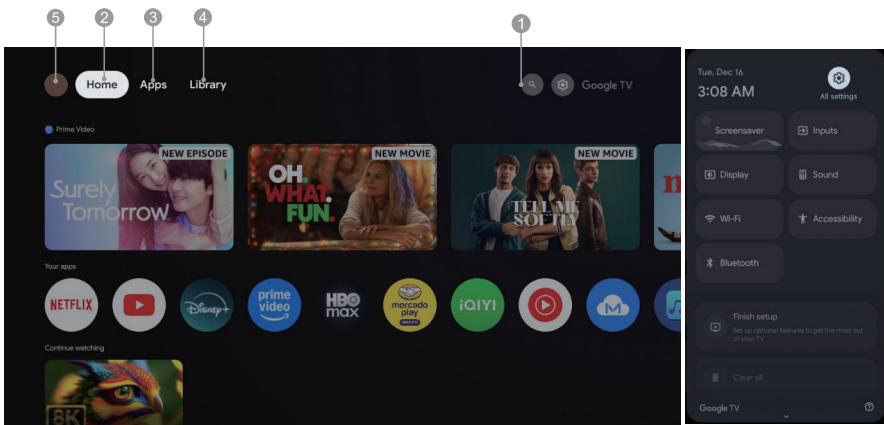 5
2
3
4
1
Home
Apps
Library
Google TV
Prime Video
NEW EPISODE
Surely
Tomorrow
NEW MOVIE
OH.
WHAT.
FUN.
NEW MOVIE
TELL ME
SOFTLY
Your apps
NETFLIX
Disney+
prime
video
HBO
max
mercado
play
iQIYI
Continue watching
8K
Tue, Dec 16
3:08 AM
All settings
Screensaver
Inputs
Display
Sound
Wi-Fi
Accessibility
Bluetooth
Finish setup
Set up optional features to get the most out
of your TV
Clear all
Google TV